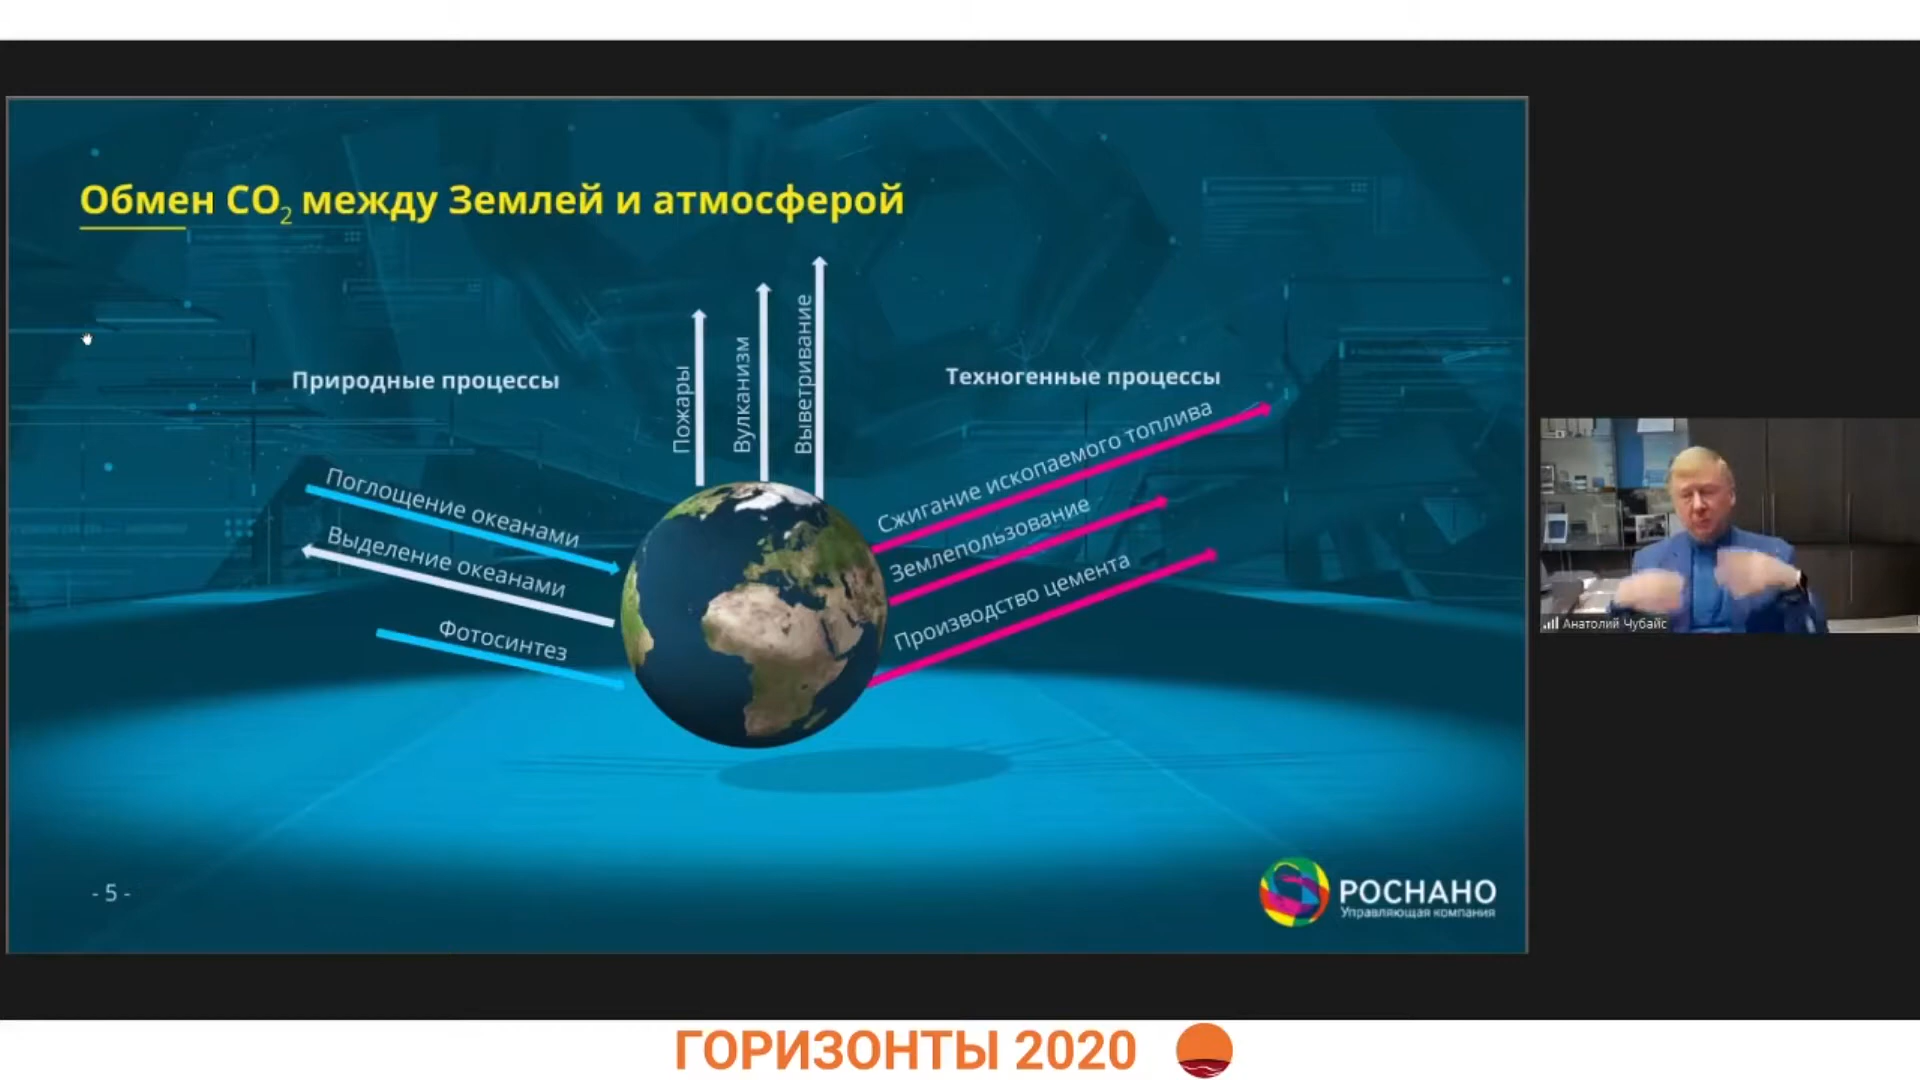 Обмен CO2 между Землей и атмосферой
Природные процессы
Пожары
Вулканизм
Выветривание
Техногенные процессы
Поглощение океанами
Выделение океанами
Фотосинтез
Сжигание ископаемого топлива
Землепользование
Производство цемента
Анатолий Чубайс
- 5 -
РОСНАНО
Управляющая компания
ГОРИЗОНТЫ 2020